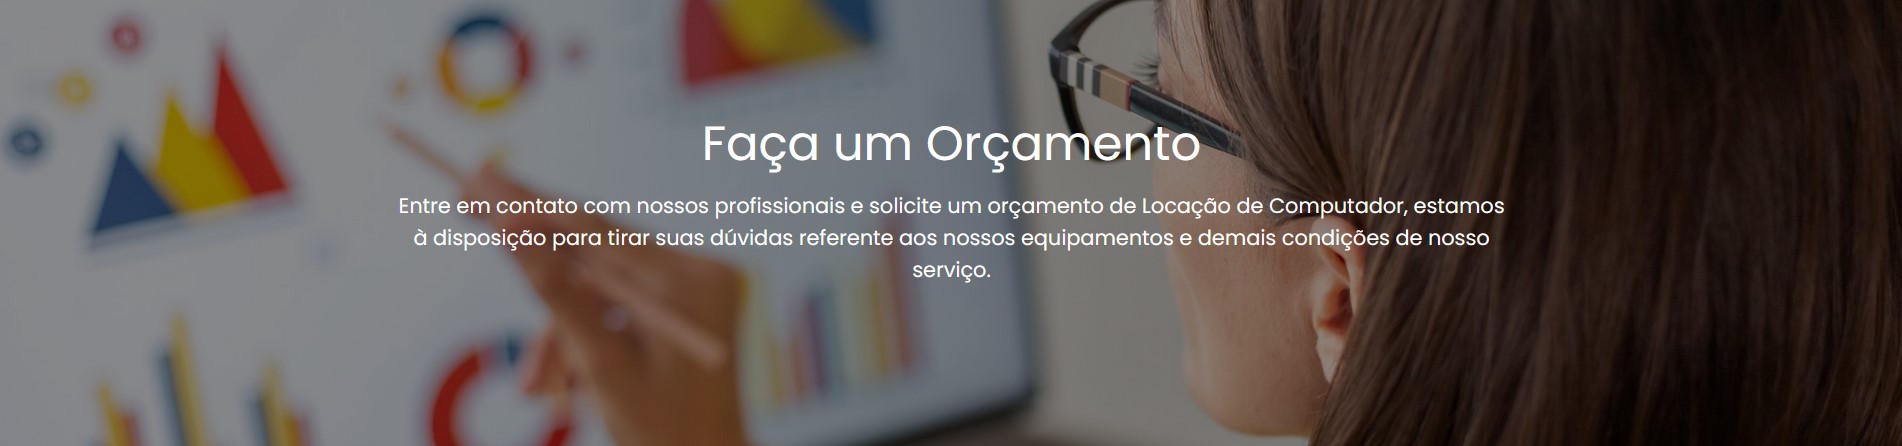 Faça um Orçamento
Entre em contato com nossos profissionais e solicite um orçamento de Locação de Computador, estamos
à disposição para tirar suas dúvidas referente aos nossos equipamentos e demais condições de nosso
serviço.